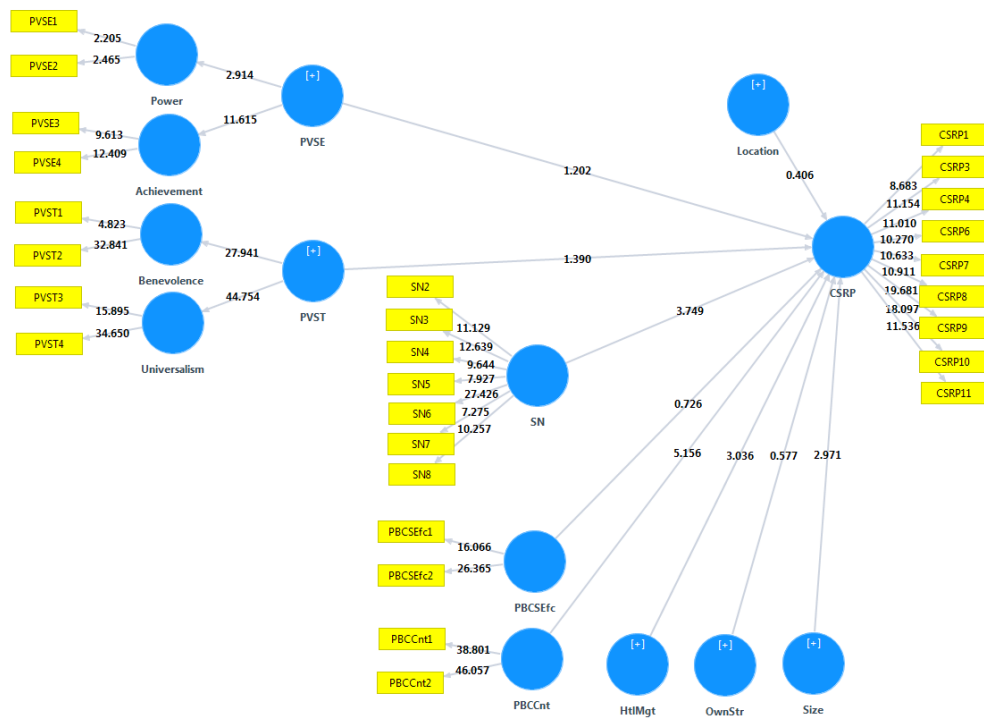 PVSE1
2.205
PVSE2
2.465
Power
2.914
[+]
PVSE
PVSE3
9.613
PVSE4
12.409
Achievement
11.615
PVST1
4.823
PVST2
32.841
Benevolence
27.941
[+]
PVST
PVST3
15.895
PVST4
34.650
Universalism
44.754
1.202
1.390
[+]
Location
0.406
CSRP
CSRP1
8.683
CSRP3
11.154
CSRP4
11.010
CSRP6
10.270
CSRP7
10.633
CSRP8
10.911
CSRP9
19.681
CSRP10
18.097
CSRP11
11.536
SN2
11.129
SN3
12.639
SN4
9.644
SN5
7.927
SN6
27.426
SN7
7.275
SN8
10.257
SN
3.749
PBCSEfc1
16.066
PBCSEfc2
26.365
PBCSEfc
0.726
PBCCnt1
38.801
PBCCnt2
46.057
PBCCnt
5.156
[+]
HtlMgt
3.036
[+]
OwnStr
0.577
[+]
Size
2.971